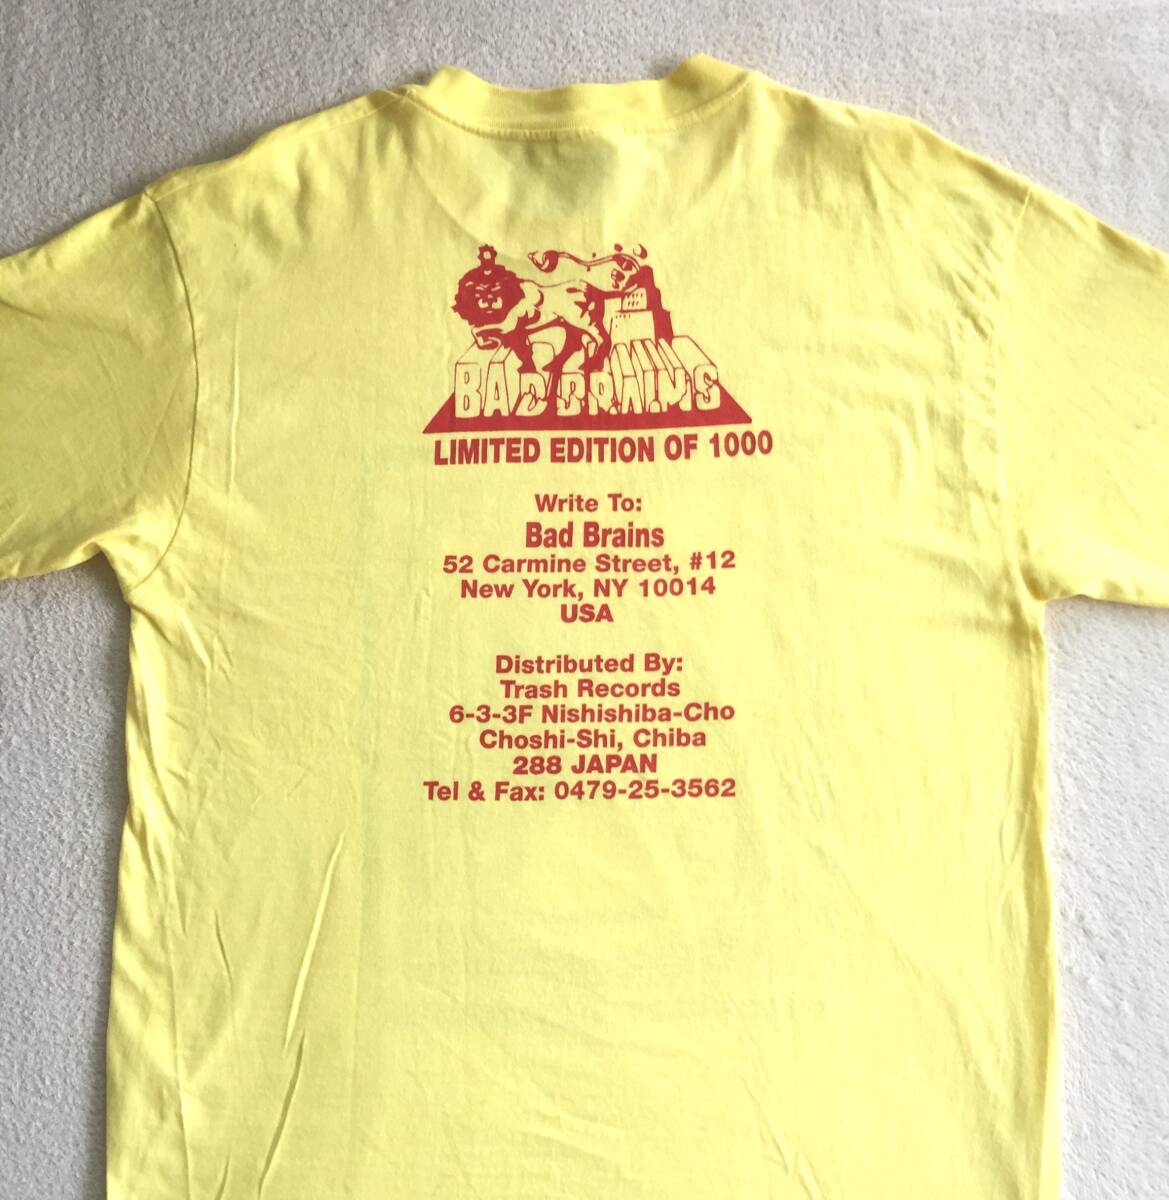 BAD BRAINS
LIMITED EDITION OF 1000
Write To:
Bad Brains
52 Carmine Street, #12
New York, NY 10014
USA
Distributed By:
Trash Records
6-3-3F Nishishiba-Cho
Choshi-Shi, Chiba
288 JAPAN
Tel & Fax: 0479-25-3562